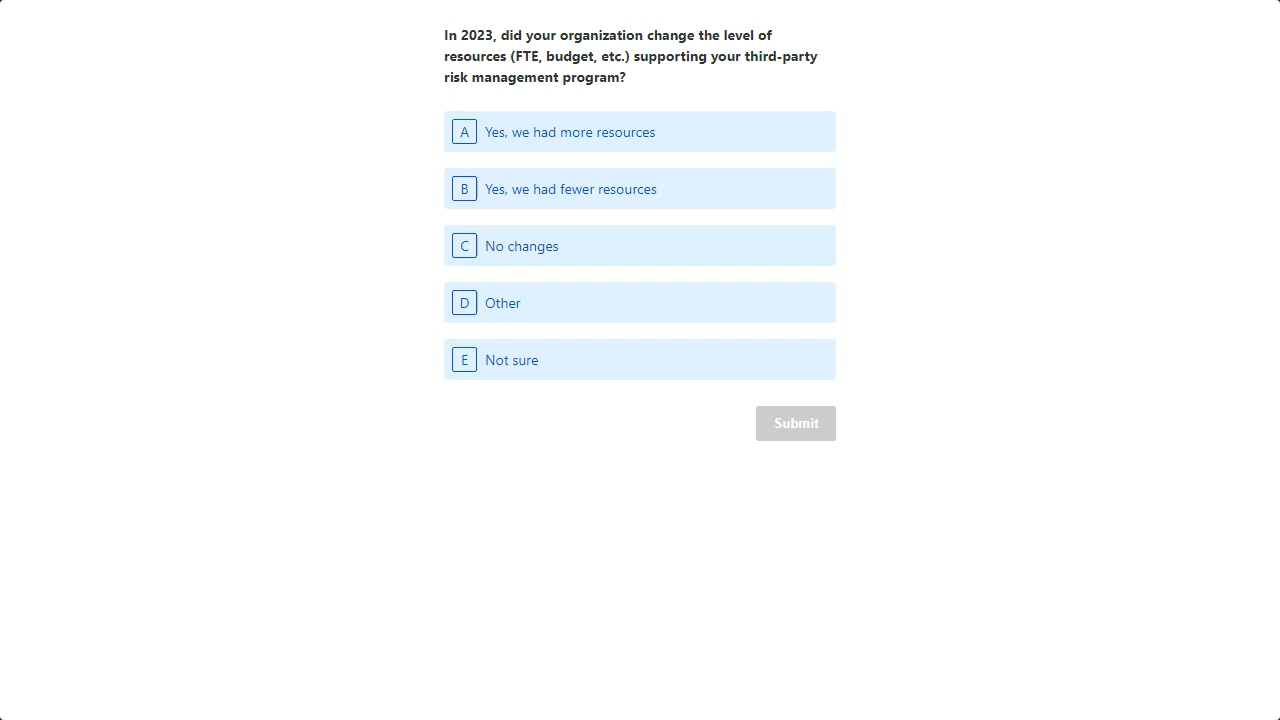 In 2023, did your organization change the level of
resources (FTE, budget, etc.) supporting your third-party
risk management program?
A Yes, we had more resources
B Yes, we had fewer resources
C No changes
D Other
E Not sure
Submit